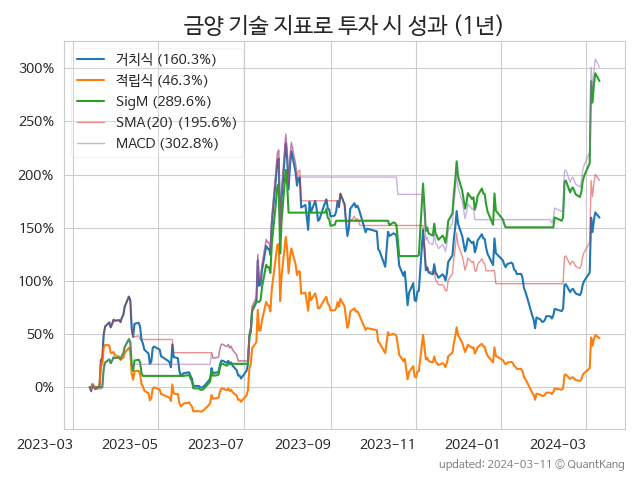 금양 기술 지표로 투자 시 성과 (1년)
거치식 (160.3%)
적립식 (46.3%)
SigM (289.6%)
SMA(20) (195.6%)
MACD (302.8%)
300%
250%
200%
150%
100%
50%
0%
2023-03
2023-05
2023-07
2023-09
2023-11
2024-01
2024-03
updated: 2024-03-11 © QuantKang